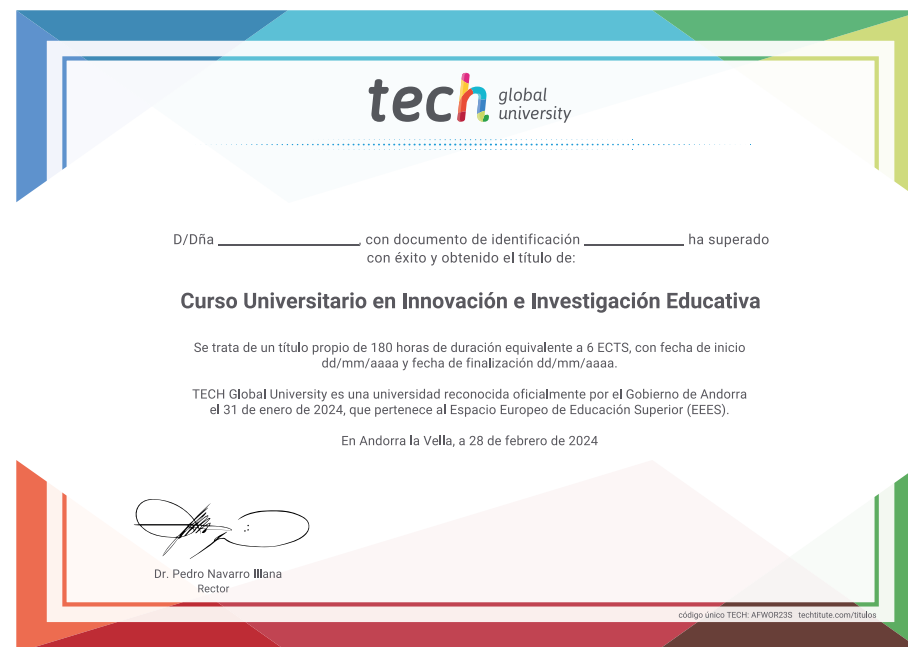 tech global university
D/Dña ____________________, con documento de identificación ______________ ha superado
con éxito y obtenido el título de:
Curso Universitario en Innovación e Investigación Educativa
Se trata de un título propio de 180 horas de duración equivalente a 6 ECTS, con fecha de inicio
dd/mm/aaaa y fecha de finalización dd/mm/aaaa.
TECH Global University es una universidad reconocida oficialmente por el Gobierno de Andorra
el 31 de enero de 2024, que pertenece al Espacio Europeo de Educación Superior (EEES).
En Andorra la Vella, a 28 de febrero de 2024
Dr. Pedro Navarro Illana
Rector
código único TECH: AFWOR23S techtitute.com/titulos